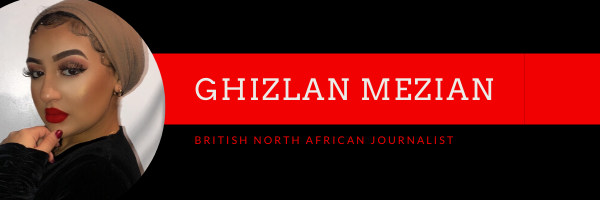 GHIZLAN MEZIAN
BRITISH NORTH AFRICAN JOURNALIST